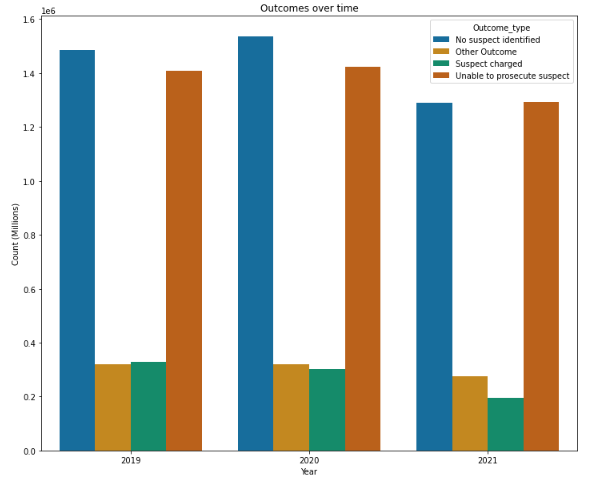 Outcomes over time
1e6
Outcome_type
No suspect identified
Other Outcome
Suspect charged
Unable to prosecute suspect
1.6
1.4
1.2
1.0
0.8
0.6
0.4
0.2
0.0
Count (Millions)
2019
2020
2021
Year